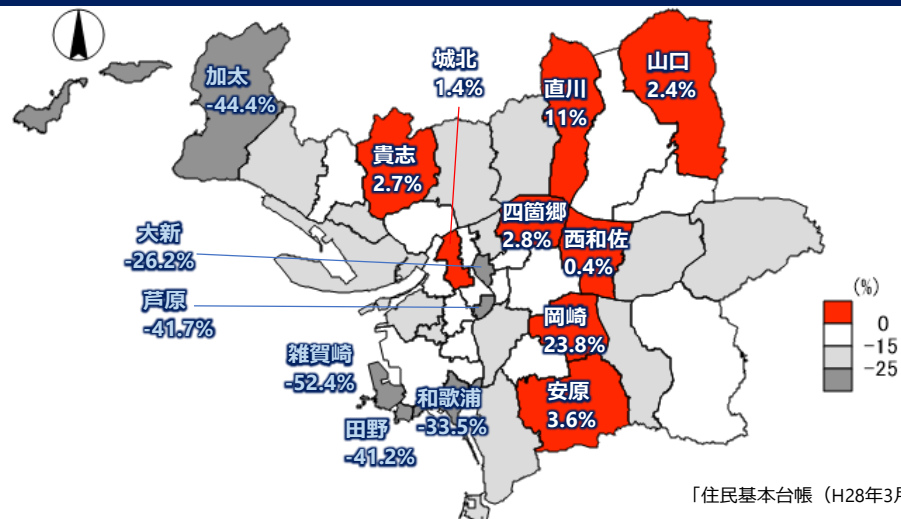 加太
-44.4%
城北
1.4%
直川
11%
山口
2.4%
貴志
2.7%
四箇郷
2.8%
西和佐
0.4%
大新
-26.2%
芦原
-41.7%
岡崎
23.8%
雑賀崎
-52.4%
和歌浦
-33.5%
田野
-41.2%
安原
3.6%
(%)
0
-15
-25
「住民基本台帳（H28年3月